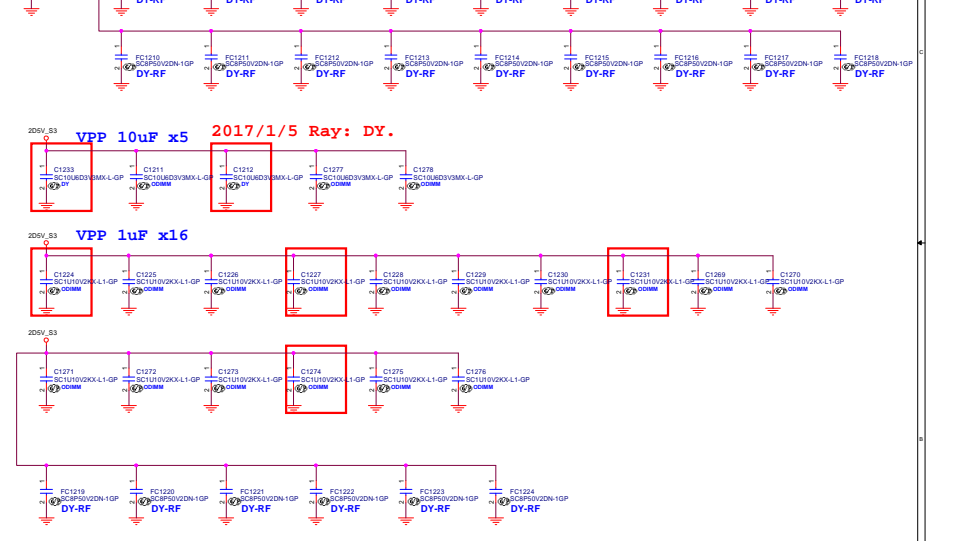 DY-RF DY-RF DY-RF DY-RF DY-RF DY-RF DY-RF DY-RF DY-RF
FC1210 FC1211 FC1212 FC1213 FC1214 FC1215 FC1216 FC1217 FC1218
SC8P50V2DN-1GP SC8P50V2DN-1GP SC8P50V2DN-1GP SC8P50V2DN-1GP SC8P50V2DN-1GP SC8P50V2DN-1GP SC8P50V2DN-1GP SC8P50V2DN-1GP SC8P50V2DN-1GP
DY-RF DY-RF DY-RF DY-RF DY-RF DY-RF DY-RF DY-RF DY-RF
C
2D5V_S3 VPP 10uF x5 2017/1/5 Ray: DY.
C1233 C1211 C1212 C1277 C1278
SC10U6D3V3MX-L-GP SC10U6D3V3MX-L-GP SC10U6D3V3MX-L-GP SC10U6D3V3MX-L-GP SC10U6D3V3MX-L-GP
DY ODIMM DY ODIMM ODIMM
2D5V_S3 VPP 1uF x16
C1224 C1225 C1226 C1227 C1228 C1229 C1230 C1231 C1269 C1270
SC1U10V2KX-L1-GP SC1U10V2KX-L1-GP SC1U10V2KX-L1-GP SC1U10V2KX-L1-GP SC1U10V2KX-L1-GP SC1U10V2KX-L1-GP SC1U10V2KX-L1-GP SC1U10V2KX-L1-GP SC1U10V2KX-L1-GP SC1U10V2KX-L1-GP
ODIMM ODIMM ODIMM ODIMM ODIMM ODIMM ODIMM ODIMM ODIMM ODIMM
2D5V_S3
C1271 C1272 C1273 C1274 C1275 C1276
SC1U10V2KX-L1-GP SC1U10V2KX-L1-GP SC1U10V2KX-L1-GP SC1U10V2KX-L1-GP SC1U10V2KX-L1-GP SC1U10V2KX-L1-GP
ODIMM ODIMM ODIMM ODIMM ODIMM ODIMM
B
FC1219 FC1220 FC1221 FC1222 FC1223 FC1224
SC8P50V2DN-1GP SC8P50V2DN-1GP SC8P50V2DN-1GP SC8P50V2DN-1GP SC8P50V2DN-1GP SC8P50V2DN-1GP
DY-RF DY-RF DY-RF DY-RF DY-RF DY-RF